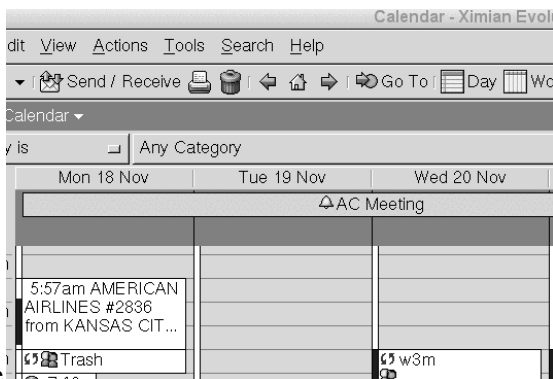 Calendar - Ximian Evol
dit View Actions Tools Search Help
Send / Receive Go To Day Wo
Calendar
y is Any Category
Mon 18 Nov Tue 19 Nov Wed 20 Nov
AC Meeting
5:57am AMERICAN
AIRLINES #2836
from KANSAS CIT...
Trash w3m